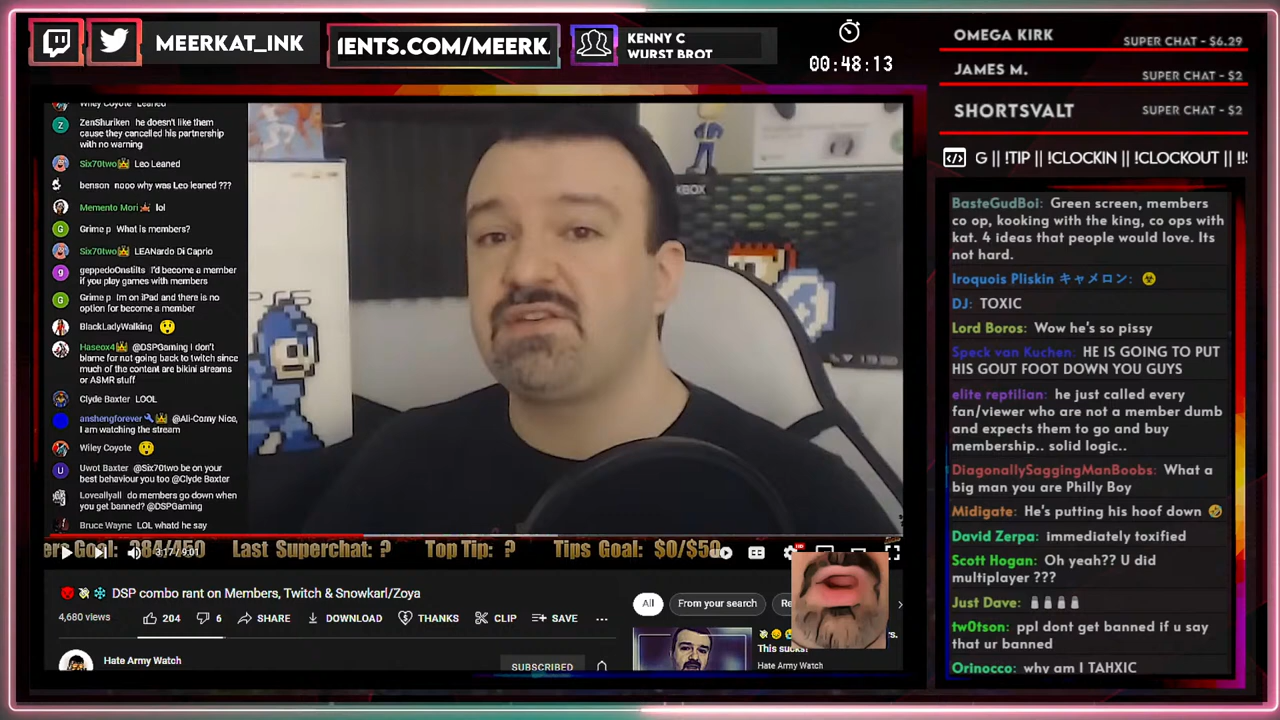 MEERKAT_INK
IENTS.COM/MEERK
KENNY C
WURST BROT
00:48:13
OMEGA KIRK
SUPER CHAT - $6.29
JAMES M.
SUPER CHAT - $2
SHORTSVALT
SUPER CHAT - $2
G || !TIP || !CLOCKIN || !CLOCKOUT || !!
Wiley Coyote Leaned
ZenShuriken he doesn't like them
cause they cancelled his partnership
with no warning
Six70two Leo Leaned
benson nooo why was Leo leaned ???
Memento Mori lol
Grime p What is members?
Six70two LEANardo Di Caprio
geppedoOnstilts I'd become a member
if you play games with members
Grime p Im on iPad and there is no
option for become a member
BlackLadyWalking
Haseox4 @DSPGaming I don't
blame for not going back to twitch since
much of the content are bikini streams
or ASMR stuff
Clyde Baxter LOOL
anshengforever @Ali-Corny Nice,
I am watching the stream
Wiley Coyote
Uwot Baxter @Six70two be on your
best behaviour you too @Clyde Baxter
Loveallyall do members go down when
you get banned? @DSPGaming
Bruce Wayne LOL whatd he say
XBOX
ers Goal: 384/450 Last Superchat: ? Top Tip: ? Tips Goal: $0/$50
3:17 / 9:01
DSP combo rant on Members, Twitch & Snowkarl/Zoya
4,680 views 204 6 SHARE DOWNLOAD THANKS CLIP SAVE ...
Hate Army Watch
SUBSCRIBED
All From your search Re
This sucks!
Hate Army Watch
BasteGudBoI: Green screen, members
co op, kooking with the king, co ops with
kat. 4 ideas that people would love. Its
not hard.
Iroquois Pliskin キャメロン:
DJ: TOXIC
Lord Boros: Wow he's so pissy
Speck von Kuchen: HE IS GOING TO PUT
HIS GOUT FOOT DOWN YOU GUYS
elite reptilian: he just called every
fan/viewer who are not a member dumb
and expects them to go and buy
membership.. solid logic..
DiagonallySaggingManBoobs: What a
big man you are Philly Boy
Midigate: He's putting his hoof down
David Zerpa: immediately toxified
Scott Hogan: Oh yeah?? U did
multiplayer ???
Just Dave:
tw0tson: ppl dont get banned if u say
that ur banned
Orinocco: why am I TAHXIC